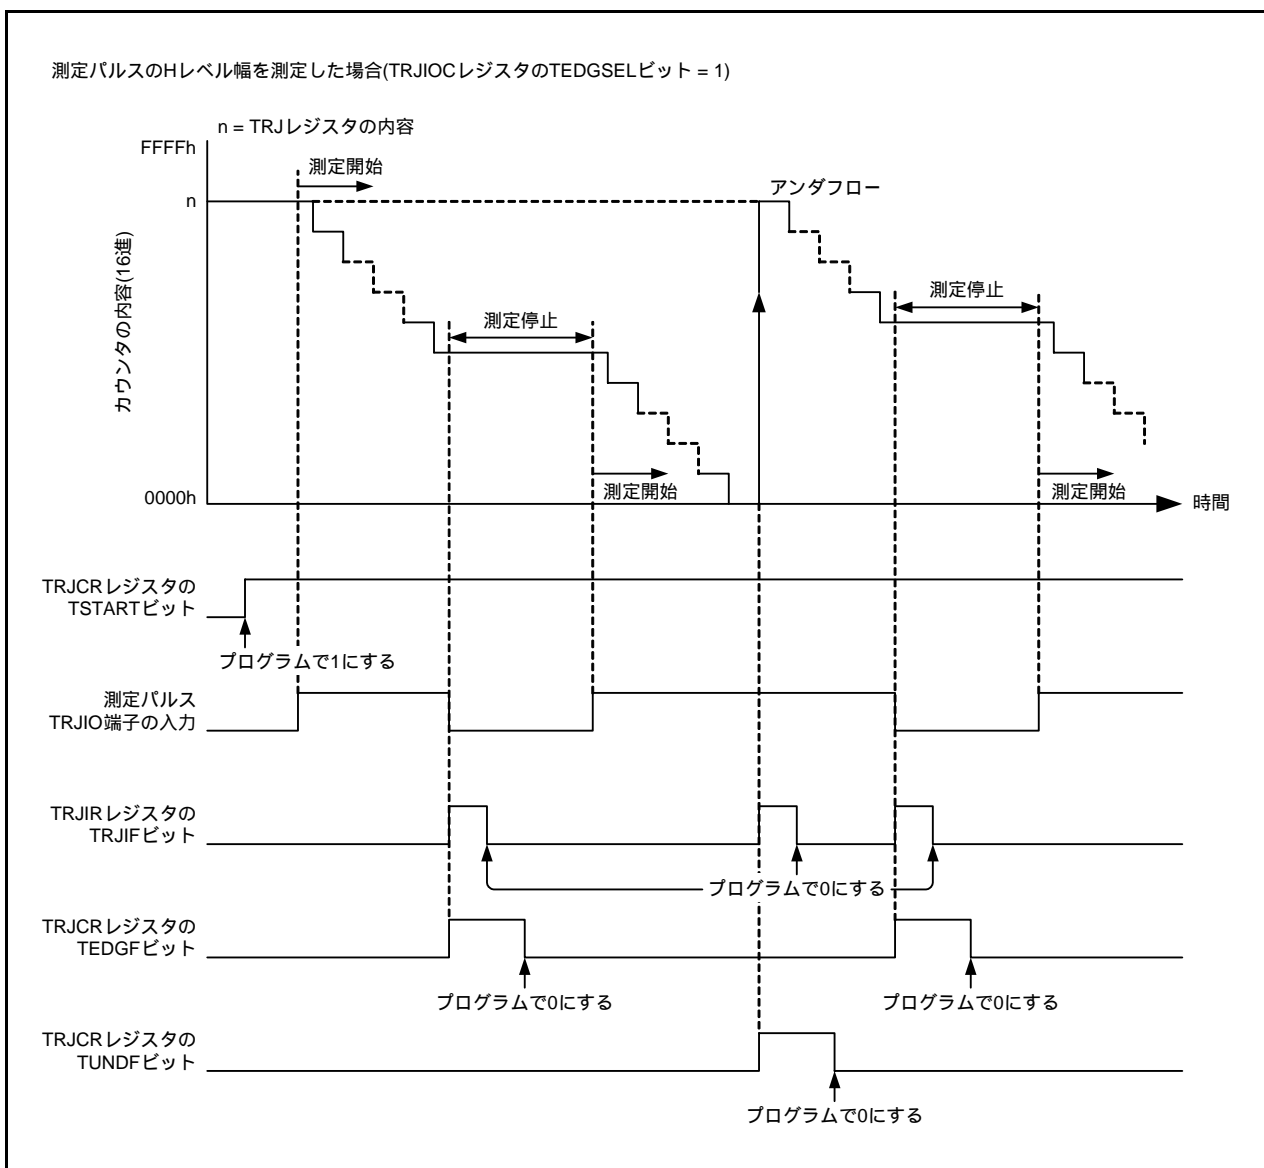 測定パルスのHレベル幅を測定した場合(TRJIOCレジスタのTEDGSELビット = 1)
n = TRJレジスタの内容
FFFFh
測定開始
n
アンダフロー
カウンタの内容(16進)
測定停止
測定停止
測定開始
測定開始
0000h
時間
TRJCRレジスタの
TSTARTビット
プログラムで1にする
測定パルス
TRJIO端子の入力
TRJIRレジスタの
TRJIFビット
プログラムで0にする
TRJCRレジスタの
TEDGFビット
プログラムで0にする
プログラムで0にする
TRJCRレジスタの
TUNDFビット
プログラムで0にする